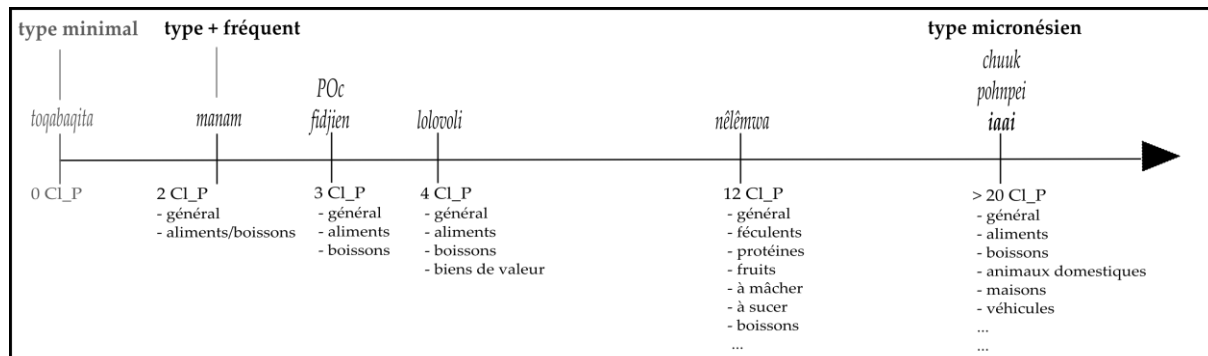 type minimal
type + fréquent
type micronésien
chuuk
POc
pohnpei
toqabaqita
manam
fidjien
lolovoli
nêlêmwa
iaai
0 Cl_P
2 Cl_P
- général
- aliments/boissons
3 Cl_P
- général
- aliments
- boissons
4 Cl_P
- général
- aliments
- boissons
- biens de valeur
12 Cl_P
- général
- féculents
- protéines
- fruits
- à mâcher
- à sucer
- boissons
...
> 20 Cl_P
- général
- aliments
- boissons
- animaux domestiques
- maisons
- véhicules
...
...